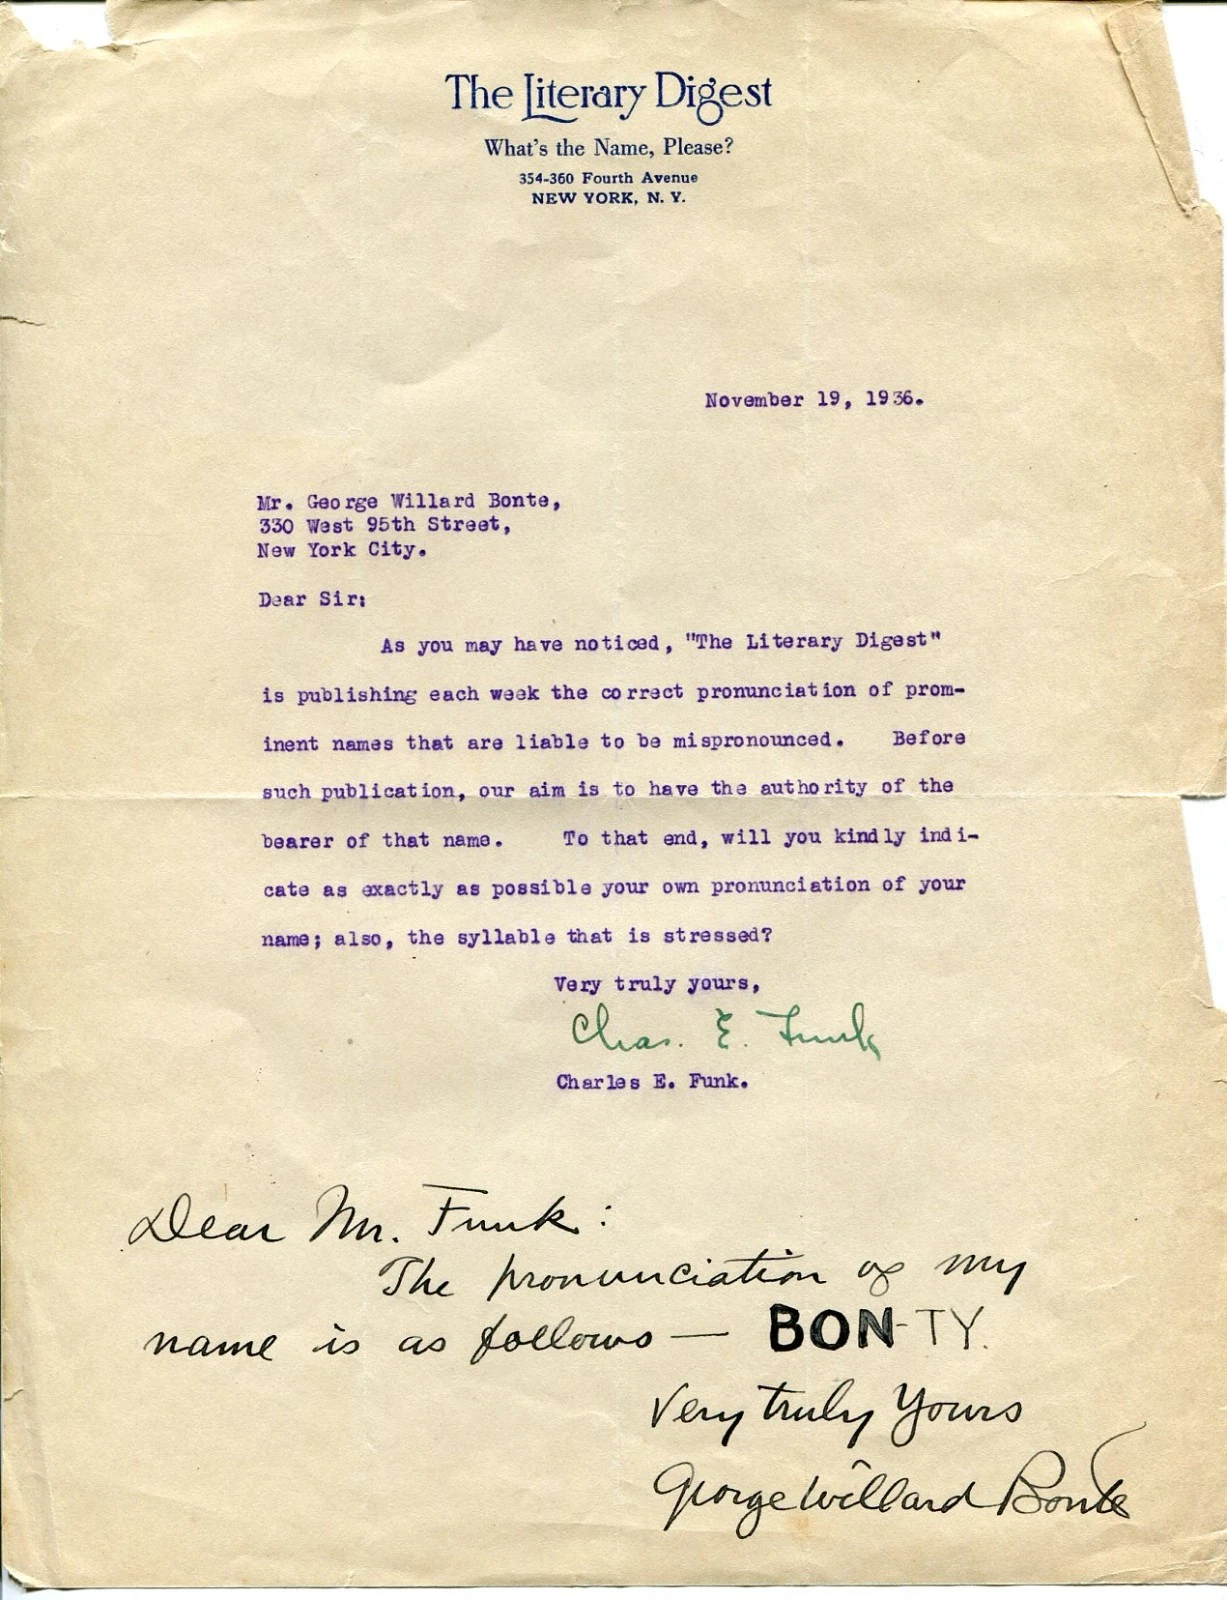 The Literary Digest
What's the Name, Please?
354-360 Fourth Avenue
NEW YORK, N. Y.
November 19, 1936.
Mr. George Willard Bonte,
330 West 95th Street,
New York City.
Dear Sir:
As you may have noticed, "The Literary Digest"
is publishing each week the correct pronunciation of prom-
inent names that are liable to be mispronounced. Before
such publication, our aim is to have the authority of the
bearer of that name. To that end, will you kindly indi-
cate as exactly as possible your own pronunciation of your
name; also, the syllable that is stressed?
Very truly yours,
Chas. E. Funk
Charles E. Funk.
Dear Mr. Funk:
The pronunciation of my
name is as follows — BON-TY.
Very truly Yours
George Willard Bonte